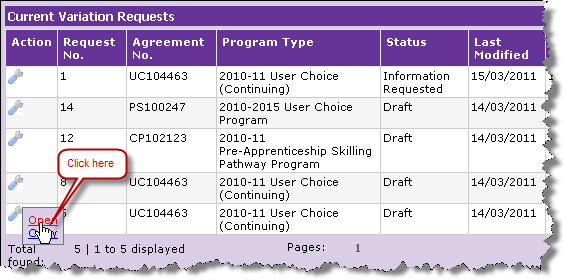 Current Variation Requests
Action Request No. Agreement No. Program Type Status Last Modified
1 UC104463 2010-11 User Choice (Continuing) Information Requested 15/03/2011
14 PS100247 2010-2015 User Choice Program Draft 14/03/2011
12 CP102123 2010-11 Pre-Apprenticeship Skilling Pathway Program Draft 14/03/2011
Click here
8 UC104463 2010-11 User Choice (Continuing) Draft 14/03/2011
Open
UC104463 2010-11 User Choice (Continuing) Draft 14/03/2011
Total found: 5 | 1 to 5 displayed Pages: 1